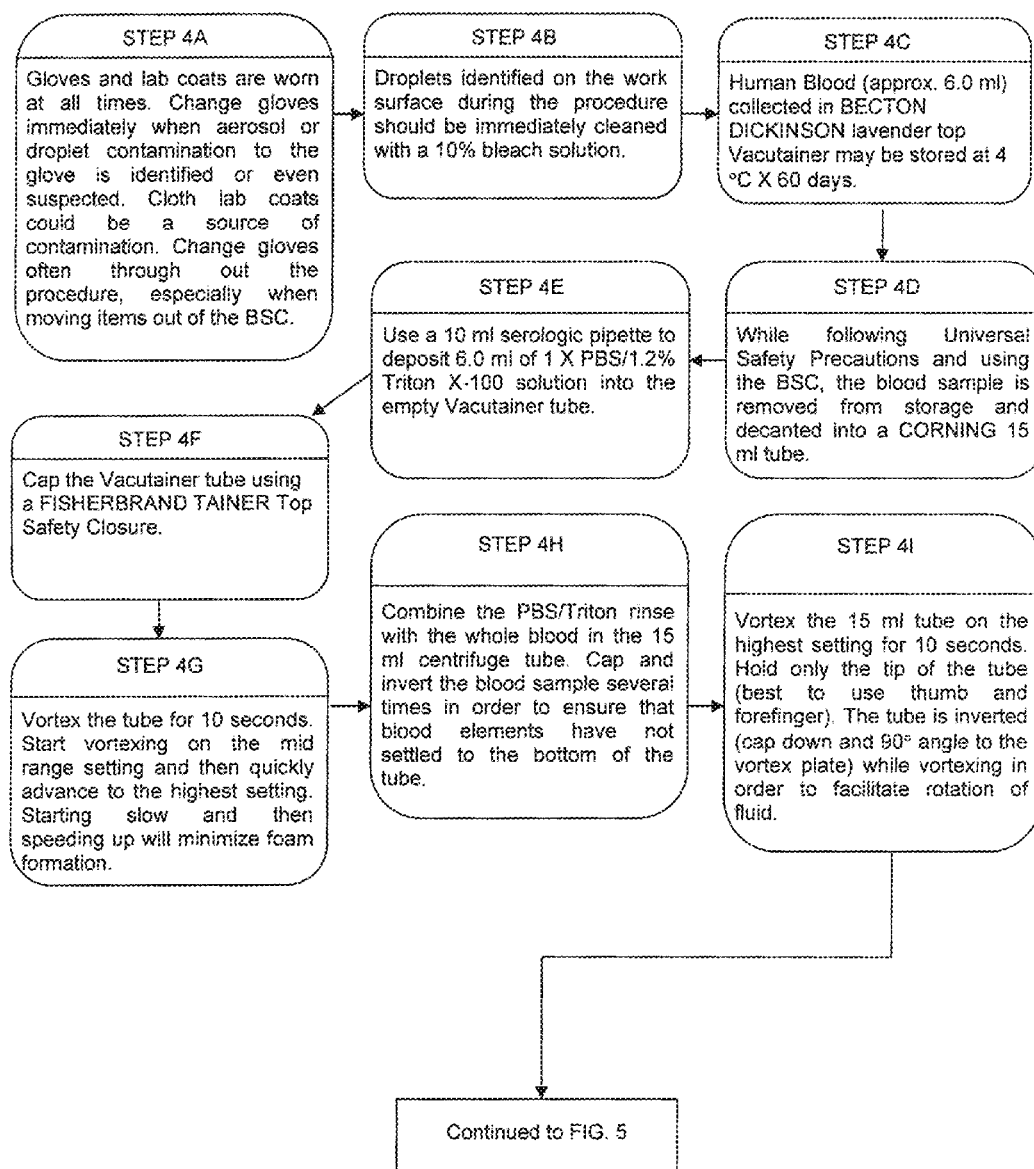 STEP 4A
Gloves and lab coats are worn
at all times. Change gloves
immediately when aerosol or
droplet contamination to the
glove is identified or even
suspected. Cloth lab coats
could be a source of
contamination. Change gloves
often through out the
procedure, especially when
moving items out of the BSC.
STEP 4B
Droplets identified on the work
surface during the procedure
should be immediately cleaned
with a 10% bleach solution.
STEP 4C
Human Blood (approx. 6.0 ml)
collected in BECTON
DICKINSON lavender top
Vacutainer may be stored at 4
°C X 60 days.
STEP 4D
While following Universal
Safety Precautions and using
the BSC, the blood sample is
removed from storage and
decanted into a CORNING 15
ml tube.
STEP 4E
Use a 10 ml serologic pipette to
deposit 6.0 ml of 1 X PBS/1.2%
Triton X-100 solution into the
empty Vacutainer tube.
STEP 4F
Cap the Vacutainer tube using
a FISHERBRAND TAINER Top
Safety Closure.
STEP 4G
Vortex the tube for 10 seconds.
Start vortexing on the mid
range setting and then quickly
advance to the highest setting.
Starting slow and then
speeding up will minimize foam
formation.
STEP 4H
Combine the PBS/Triton rinse
with the whole blood in the 15
ml centrifuge tube. Cap and
invert the blood sample several
times in order to ensure that
blood elements have not
settled to the bottom of the
tube.
STEP 4I
Vortex the 15 ml tube on the
highest setting for 10 seconds.
Hold only the tip of the tube
(best to use thumb and
forefinger). The tube is inverted
(cap down and 90° angle to the
vortex plate) while vortexing in
order to facilitate rotation of
fluid.
Continued to FIG. 5